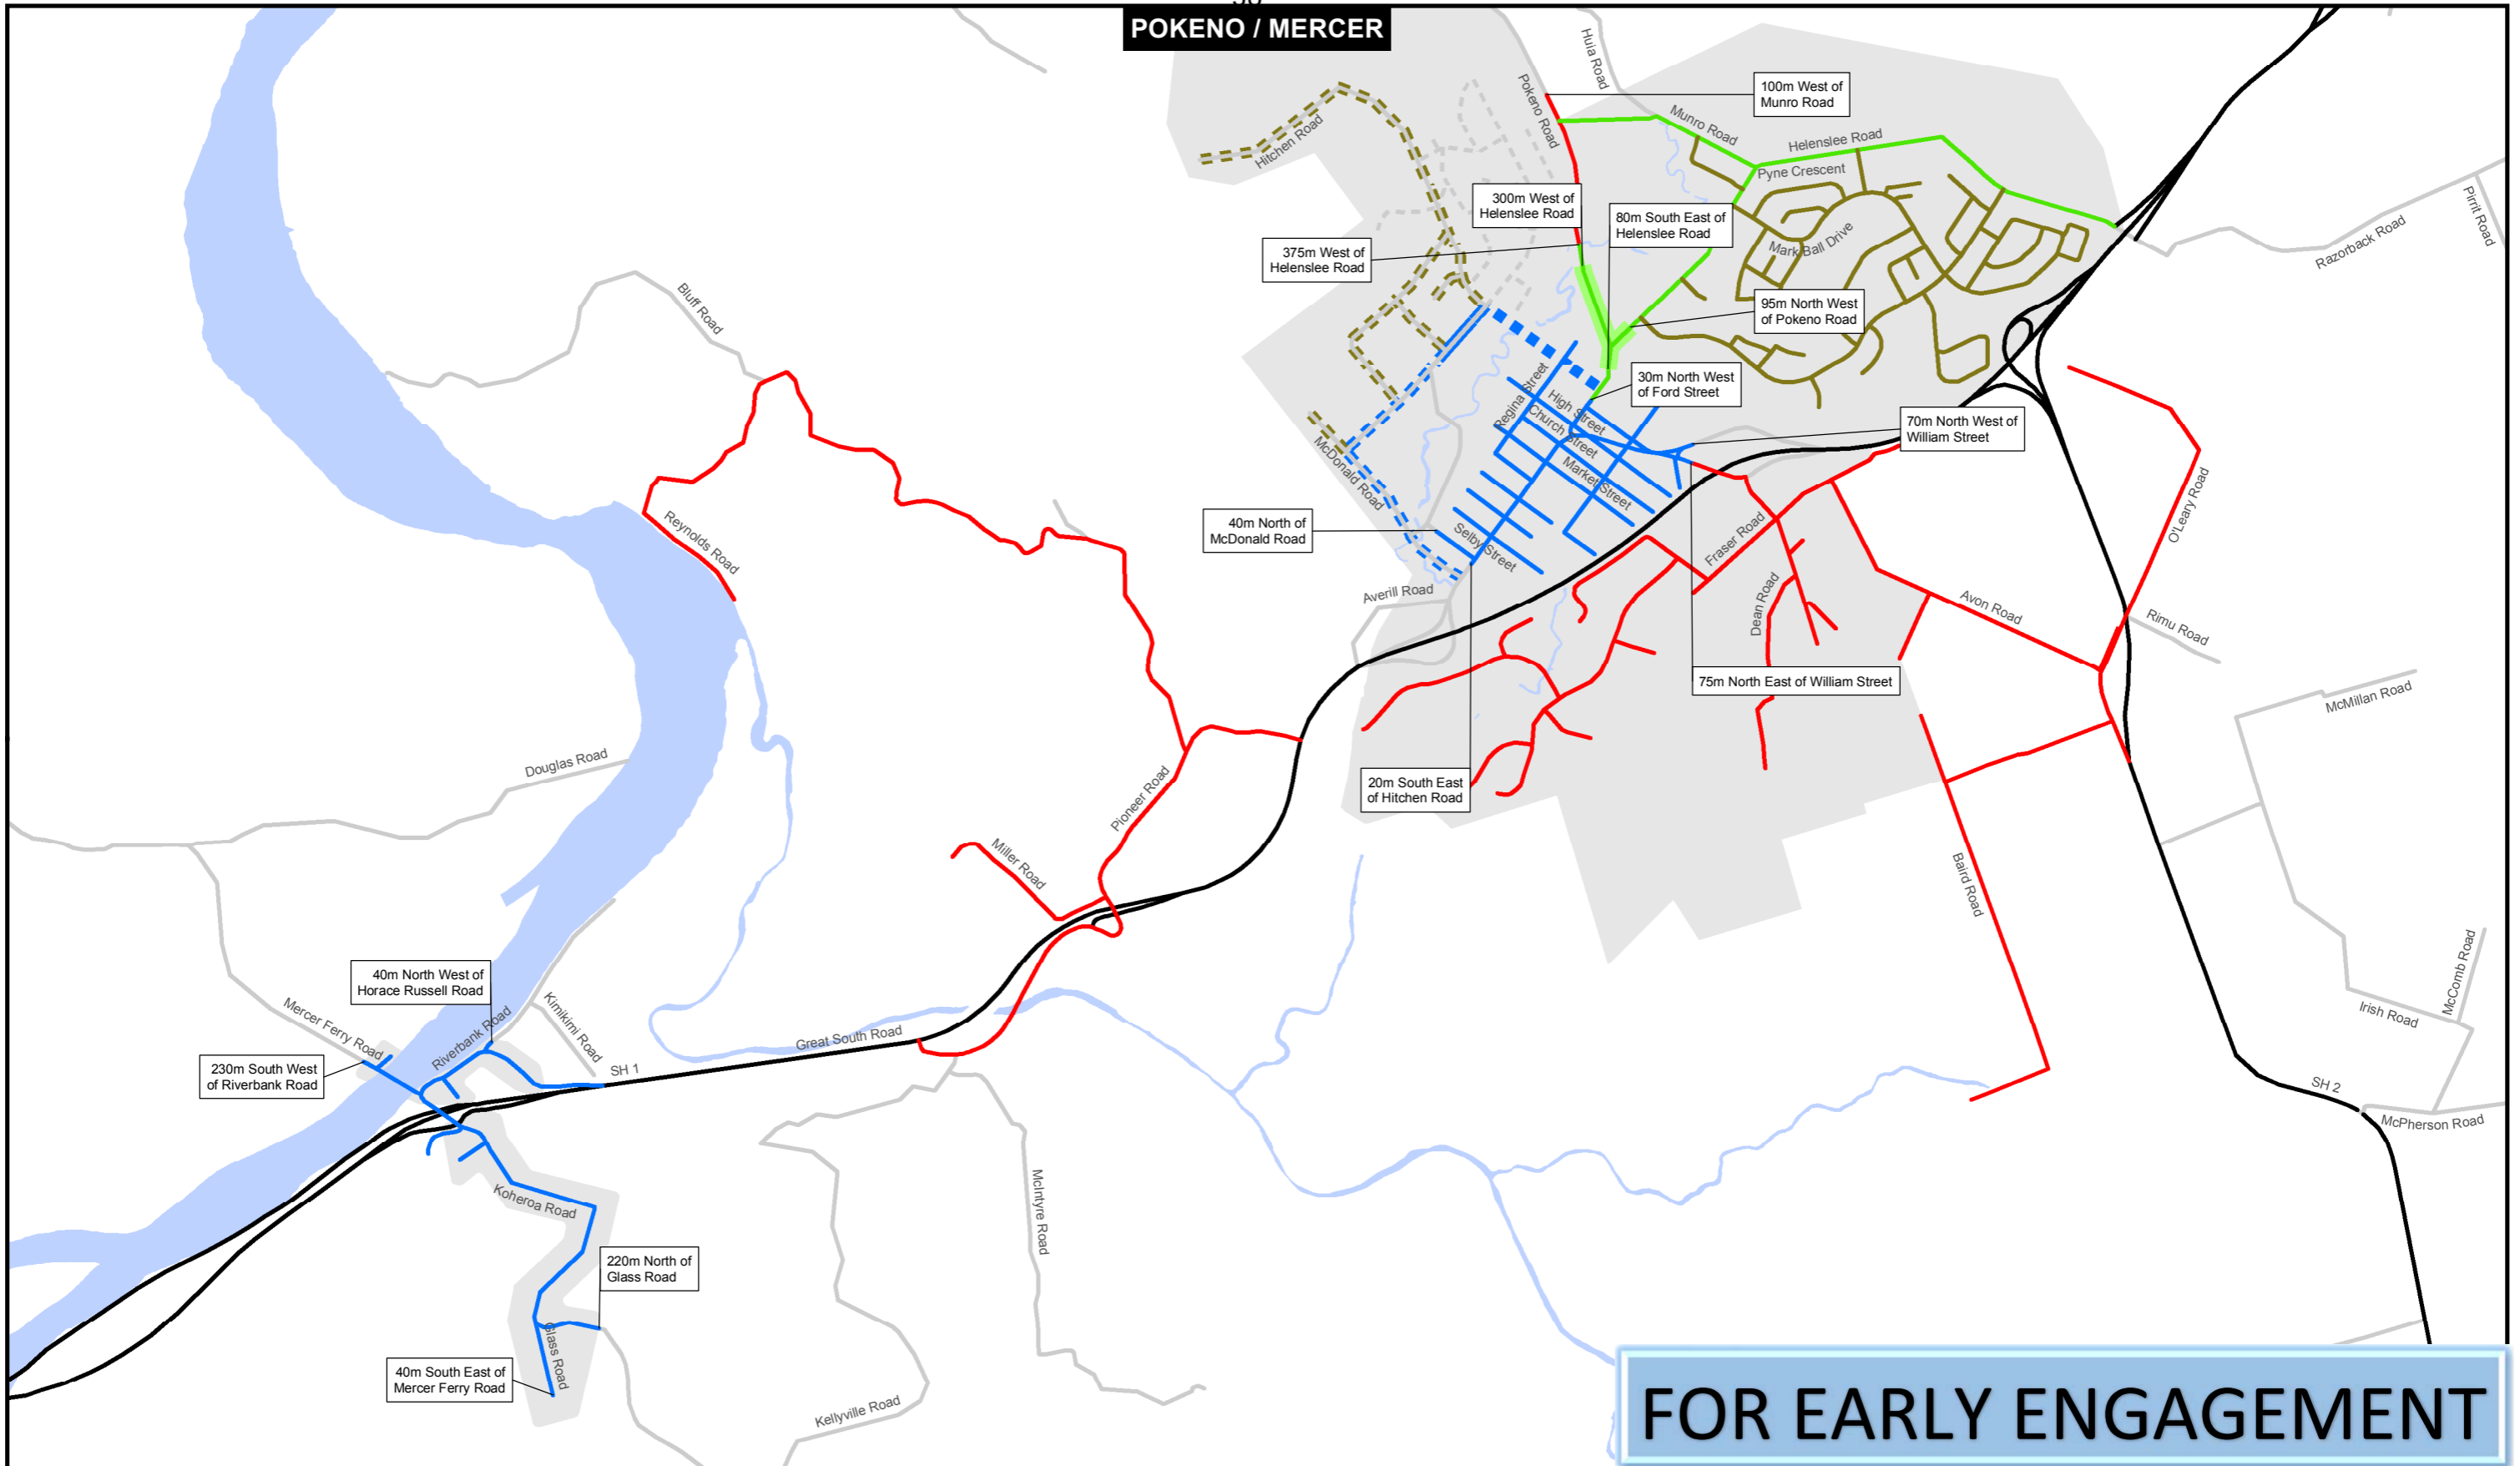 POKENO / MERCER
Huia Road
Pokeno Road
100m West of
Munro Road
Munro Road
Helenslee Road
Pyne Crescent
Hitchen Road
Mark Ball Drive
300m West of
Helenslee Road
80m South East of
Helenslee Road
375m West of
Helenslee Road
95m North West
of Pokeno Road
Pirrit Road
Razorback Road
Bluff Road
30m North West
of Ford Street
Regina Street
High Street
Church Street
Market Street
70m North West of
William Street
McDonald Road
40m North of
McDonald Road
Selby Street
Fraser Road
O'Leary Road
Reynolds Road
Averill Road
Dean Road
Avon Road
Rimu Road
75m North East of William Street
McMillan Road
Douglas Road
20m South East
of Hitchen Road
Pioneer Road
Miller Road
Baird Road
40m North West of
Horace Russell Road
Mercer Ferry Road
Riverbank Road
Kimikimi Road
Great South Road
SH 1
230m South West
of Riverbank Road
McComb Road
Irish Road
SH 2
McPherson Road
Koheroa Road
McIntyre Road
220m North of
Glass Road
Glass Road
40m South East of
Mercer Ferry Road
Kellyville Road
FOR EARLY ENGAGEMENT